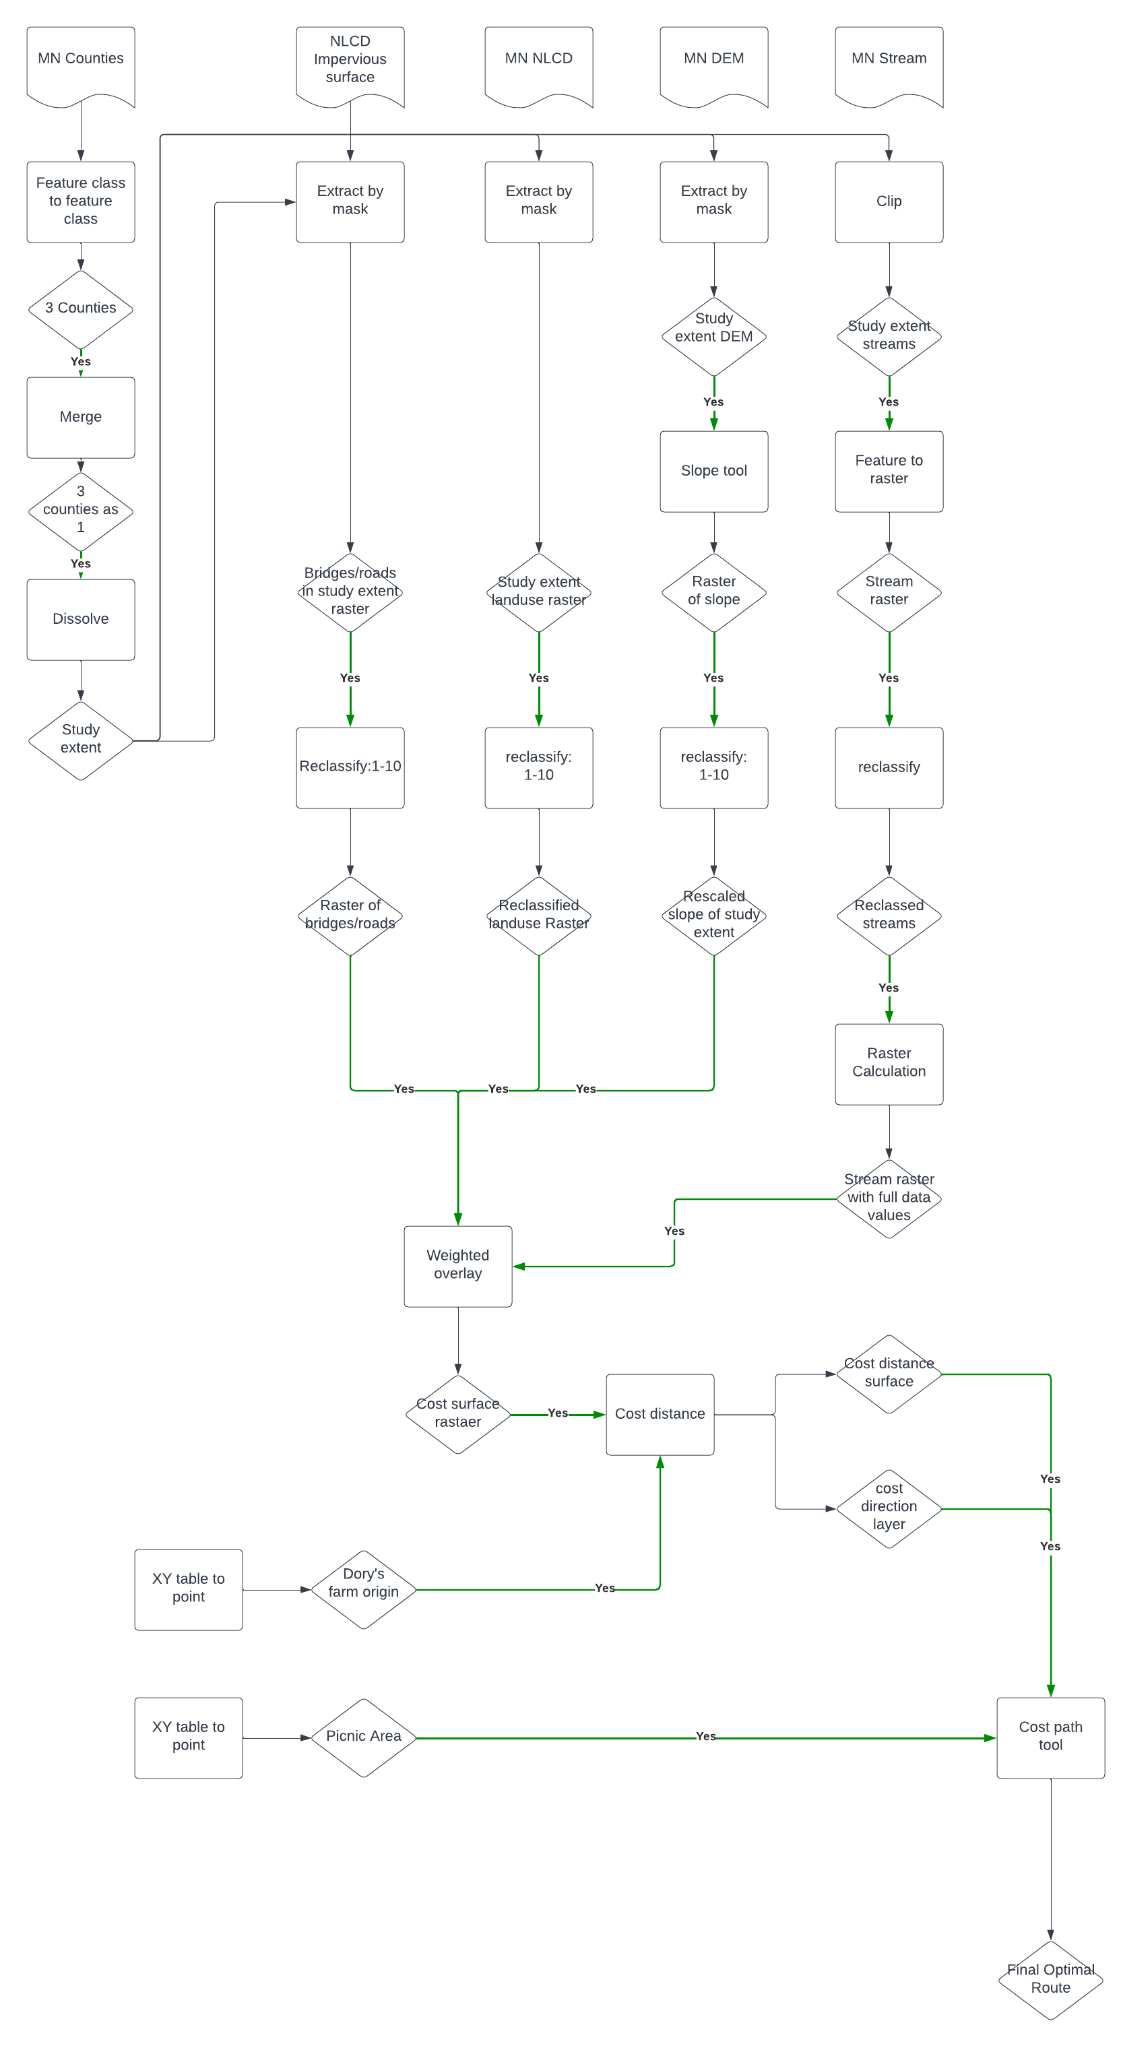 MN Counties
NLCD
Impervious
surface
MN NLCD
MN DEM
MN Stream
Feature class
to feature
class
Extract by
mask
Extract by
mask
Extract by
mask
Clip
3 Counties
Study
extent DEM
Study extent
streams
Yes
Yes
Yes
Merge
Slope tool
Feature to
raster
3
counties as
1
Yes
Bridges/roads
in study extent
raster
Study extent
landuse raster
Raster
of slope
Stream
raster
Dissolve
Yes
Yes
Yes
Yes
Study
extent
Reclassify:1-10
reclassify:
1-10
reclassify:
1-10
reclassify
Raster of
bridges/roads
Reclassified
landuse Raster
Rescaled
slope of study
extent
Reclassed
streams
Yes
Raster
Calculation
Yes
Yes
Yes
Stream raster
with full data
values
Yes
Weighted
overlay
Cost distance
surface
Cost surface
rastaer
Yes
Cost distance
Yes
cost
direction
layer
Yes
XY table to
point
Dory's
farm origin
Yes
XY table to
point
Picnic Area
Yes
Cost path
tool
Final Optimal
Route